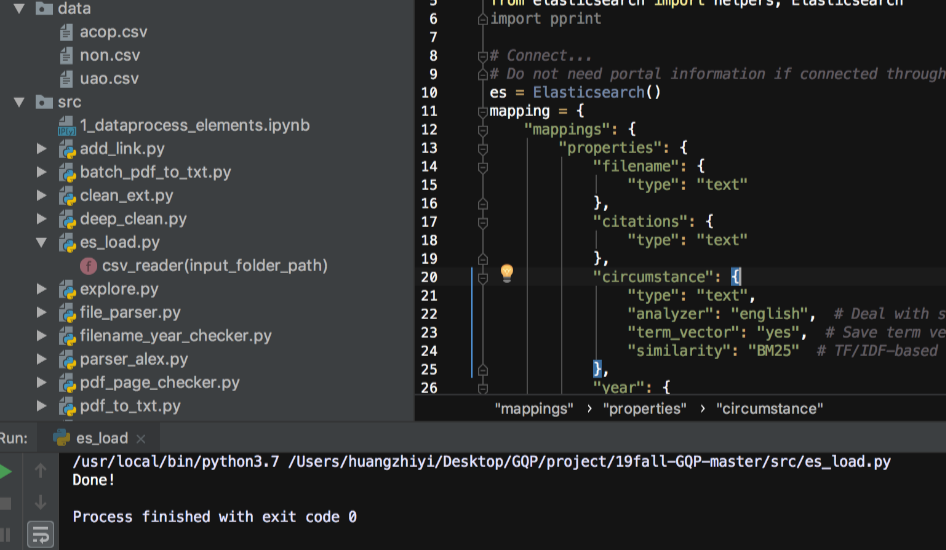 data
acop.csv
non.csv
uao.csv
src
1_dataprocess_elements.ipynb
add_link.py
batch_pdf_to_txt.py
clean_ext.py
deep_clean.py
es_load.py
f csv_reader(input_folder_path)
explore.py
file_parser.py
filename_year_checker.py
parser_alex.py
pdf_page_checker.py
pdf_to_txt.py
5 from elasticsearch import helpers, Elasticsearch
6 import pprint
7
8 # Connect...
9 # Do not need portal information if connected through
10 es = Elasticsearch()
11 mapping = {
12 "mappings": {
13 "properties": {
14 "filename": {
15 "type": "text"
16 },
17 "citations": {
18 "type": "text"
19 },
20 "circumstance": {
21 "type": "text",
22 "analyzer": "english", # Deal with s
23 "term_vector": "yes", # Save term ve
24 "similarity": "BM25" # TF/IDF-based
25 },
26 "year": {
"mappings" › "properties" › "circumstance"
Run: es_load ×
/usr/local/bin/python3.7 /Users/huangzhiyi/Desktop/GQP/project/19fall-GQP-master/src/es_load.py
Done!
Process finished with exit code 0